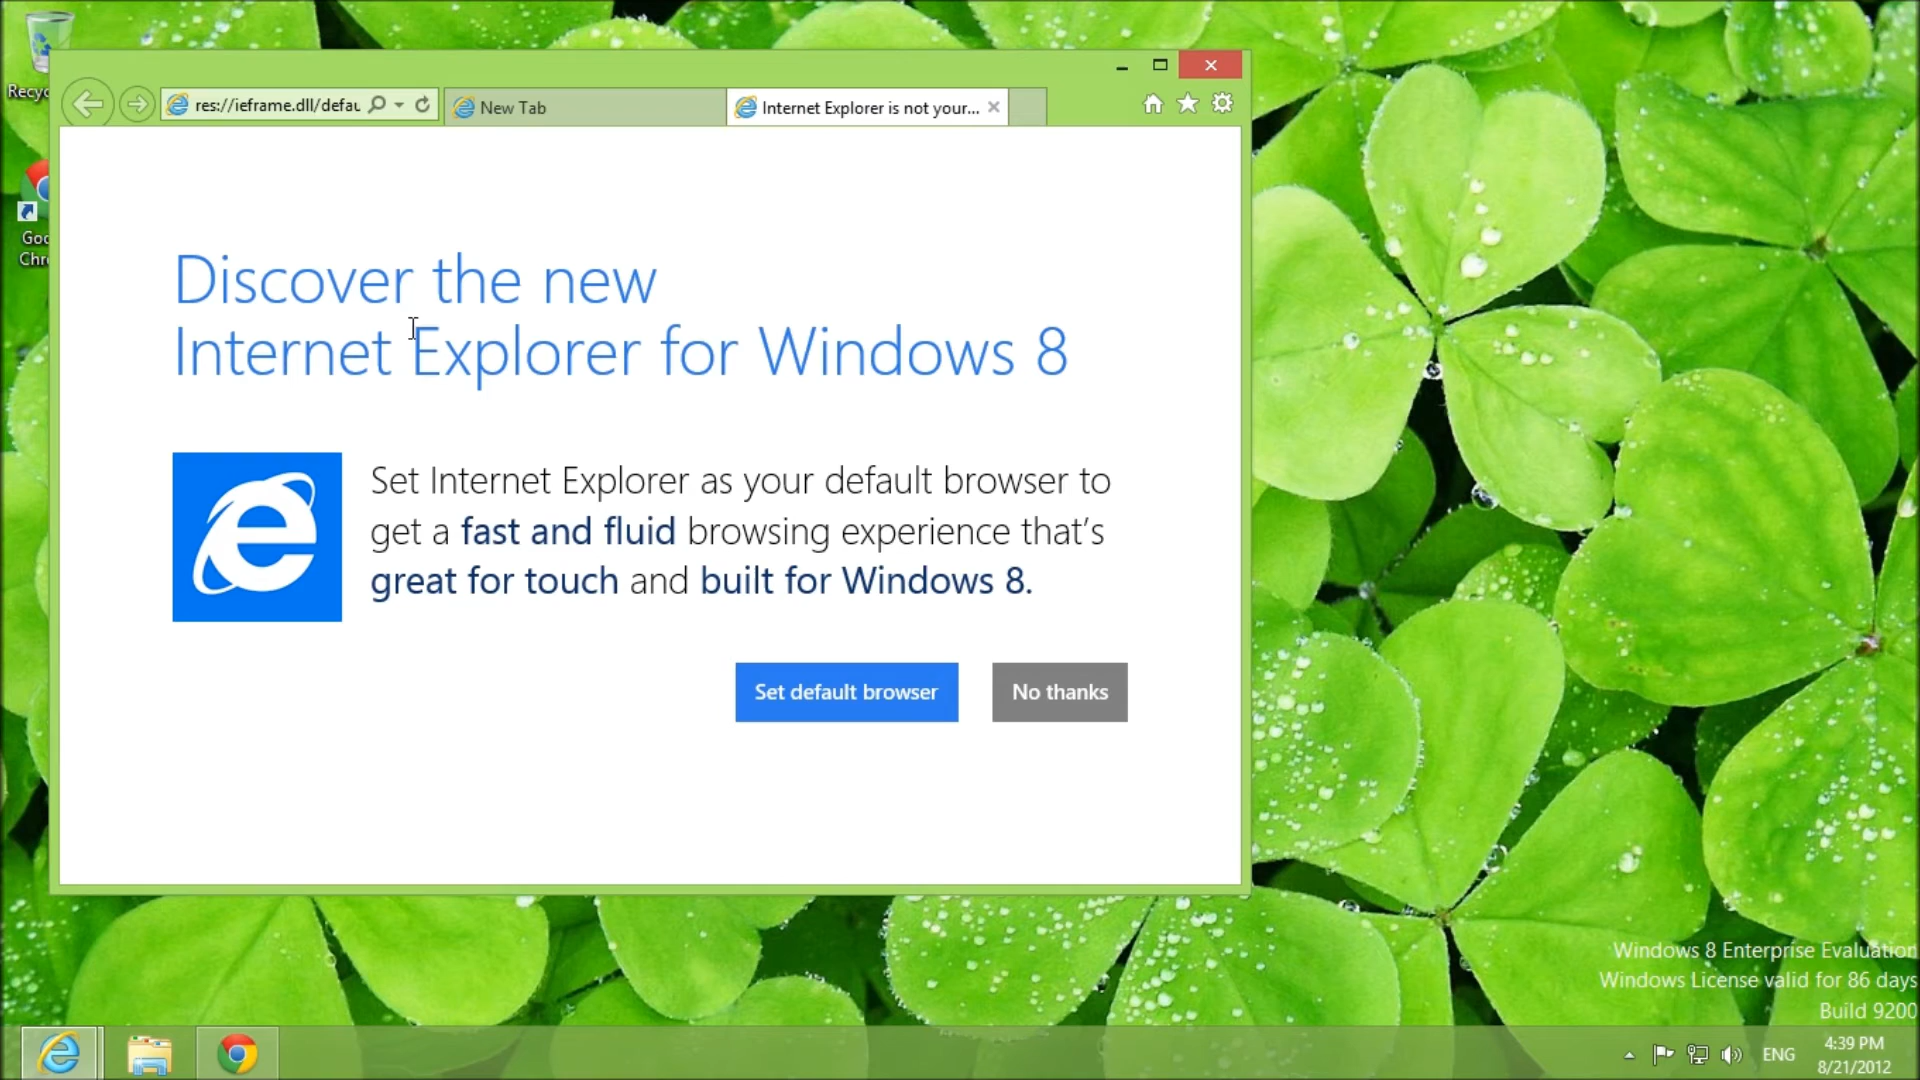 Recyc
Goo
Chr
res://ieframe.dll/defau
New Tab
Internet Explorer is not your...
Discover the new
Internet Explorer for Windows 8
Set Internet Explorer as your default browser to
get a fast and fluid browsing experience that's
great for touch and built for Windows 8.
Set default browser
No thanks
Windows 8 Enterprise Evaluation
Windows License valid for 86 days
Build 9200
ENG
4:39 PM
8/21/2012